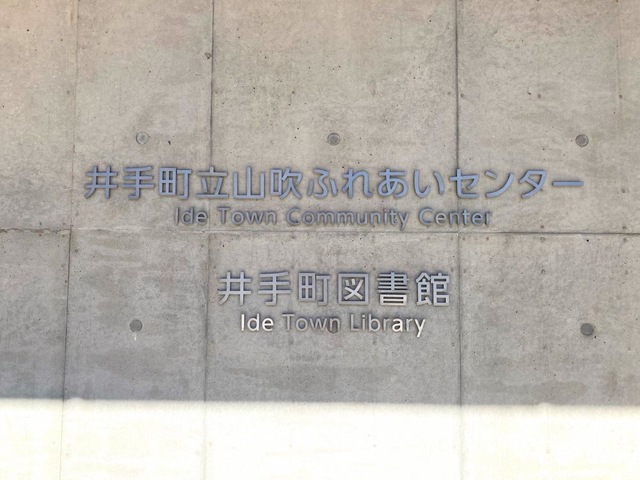 井手町立山吹ふれあいセンター
Ide Town Community Center
井手町図書館
Ide Town Library